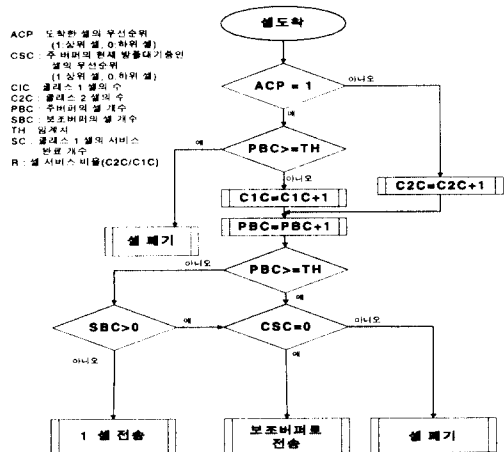 ACP : 도착한 셀의 우선순위
(1:상위 셀, 0:하위 셀)
CSC : 주 버퍼의 현재 방출대기중인
셀의 우선순위
(1:상위 셀, 0:하위 셀)
CIC : 클래스 1 셀의 수
C2C : 클래스 2 셀의 수
PBC : 주버퍼의 셀 개수
SBC : 보조버퍼의 셀 개수
TH : 임계치
SC : 클래스 1 셀의 서비스
완료 개수
R : 셀 서비스 비율(C2C/C1C)
셀도착
ACP = 1
아니오
예
PBC>=TH
예
아니오
C1C=C1C+1
C2C=C2C+1
PBC=PBC+1
셀 폐기
PBC>=TH
아니오
예
SBC>0
예
CSC=0
아니오
아니오
예
1 셀 전송
보조버퍼로
전송
셀 폐기